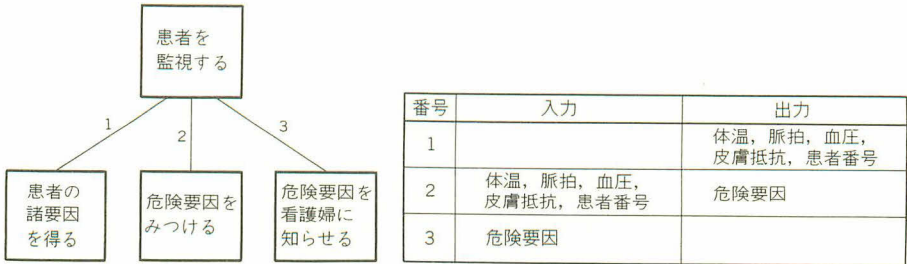 患者を
監視する
1
2
3
患者の
諸要因
を得る
危険要因を
みつける
危険要因を
看護婦に
知らせる
番号
入力
出力
1
体温，脈拍，血圧，
皮膚抵抗，患者番号
2
体温，脈拍，血圧，
皮膚抵抗，患者番号
危険要因
3
危険要因